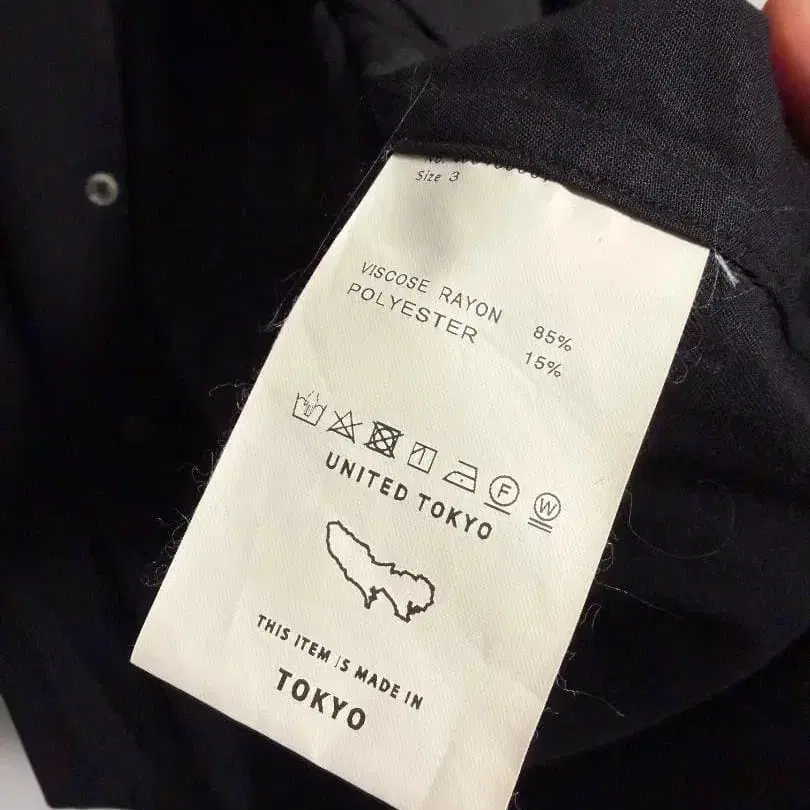 Size 3
VISCOSE RAYON 85%
POLYESTER 15%
F W
UNITED TOKYO
THIS ITEM IS MADE IN
TOKYO